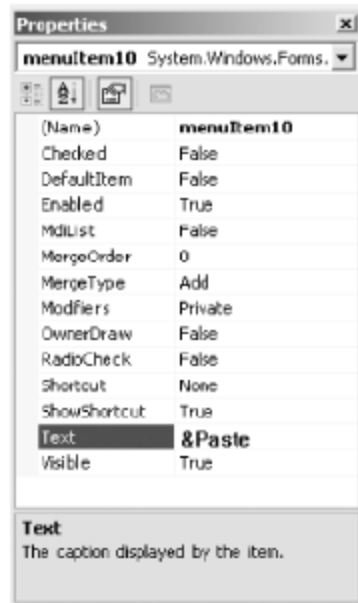 Properties
menuItem10 System.Windows.Forms.
(Name) menuItem10
Checked False
DefaultItem False
Enabled True
MdiList False
MergeOrder 0
MergeType Add
Modfiers Private
OwnerDraw False
RadioCheck False
Shortcut None
ShowShortcut True
Text &Paste
Visible True
Text
The caption displayed by the item.